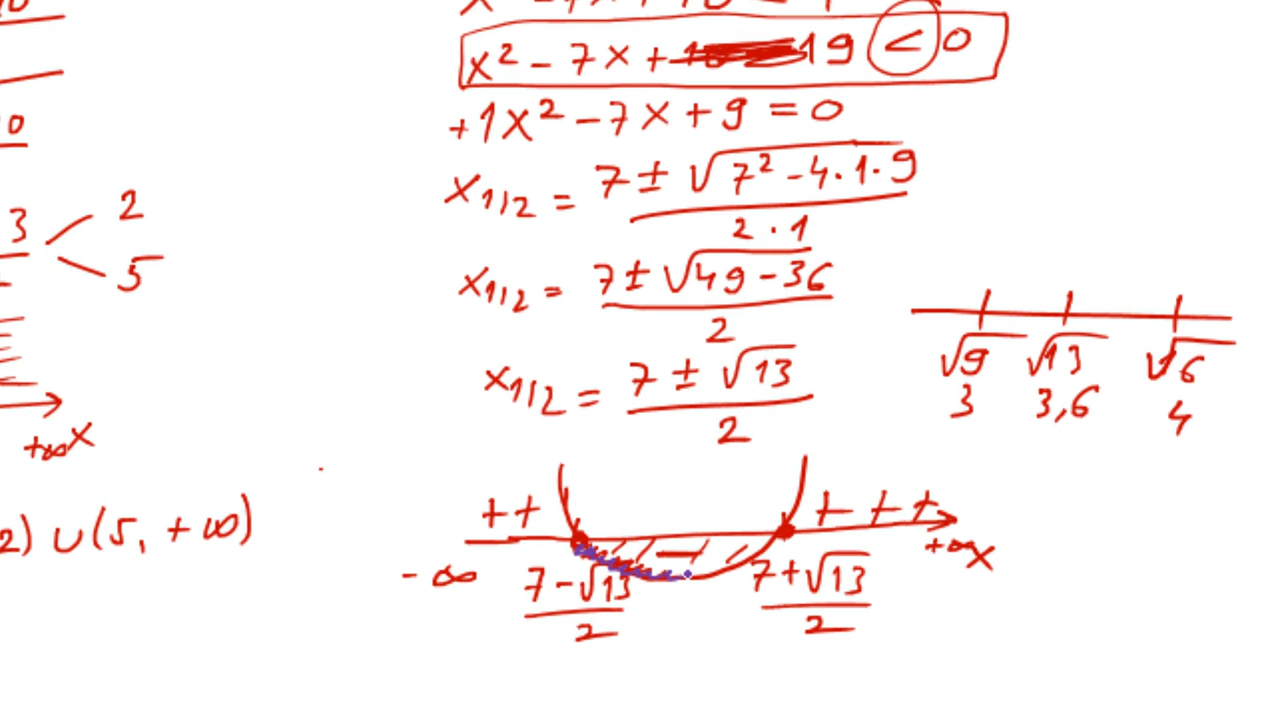 x² - 7x + 19 < 0
+1x² - 7x + 9 = 0
x1/2 = 7 ± √7² - 4 . 1 . 9
2 . 1
x1/2 = 7 ± √49 - 36
2
x1/2 = 7 ± √13
2
3 2
5
√9 √13 √16
3 3,6 4
+∞ x
2) ∪ (5, +∞)
++ − +++
-∞ 7-√13 7+√13 +∞ x
2 2